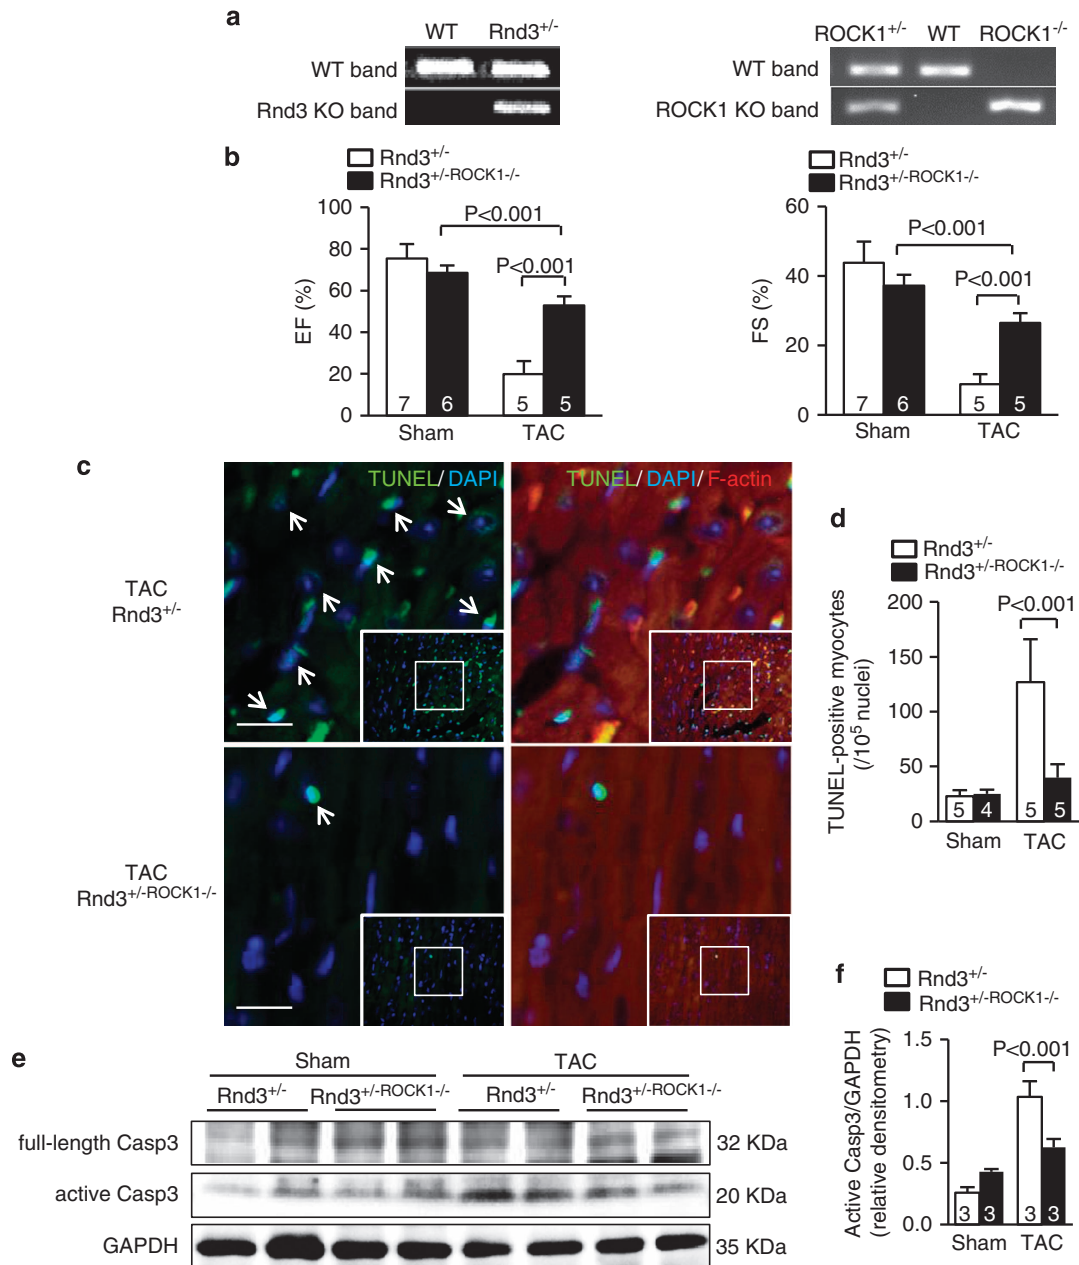 a
WT Rnd3+/-
WT band
Rnd3 KO band
ROCK1+/- WT ROCK1-/-
WT band
ROCK1 KO band
b
Rnd3+/-
Rnd3+/-ROCK1-/-
100
80
60
40
20
0
EF (%)
P<0.001
P<0.001
7 6 5 5
Sham TAC
Rnd3+/-
Rnd3+/-ROCK1-/-
60
40
20
0
FS (%)
P<0.001
P<0.001
7 6 5 5
Sham TAC
c
TUNEL/DAPI
TUNEL/DAPI/F-actin
TAC
Rnd3+/-
TAC
Rnd3+/-ROCK1-/-
d
Rnd3+/-
Rnd3+/-ROCK1-/-
200
150
100
50
0
TUNEL-positive myocytes
(/10^5 nuclei)
P<0.001
5 4 5 5
Sham TAC
e
Sham TAC
Rnd3+/- Rnd3+/-ROCK1-/- Rnd3+/- Rnd3+/-ROCK1-/-
full-length Casp3 32 KDa
active Casp3 20 KDa
GAPDH 35 KDa
f
Rnd3+/-
Rnd3+/-ROCK1-/-
1.5
1.0
0.5
0.0
Active Casp3/GAPDH
(relative densitometry)
P<0.001
3 3 3 3
Sham TAC